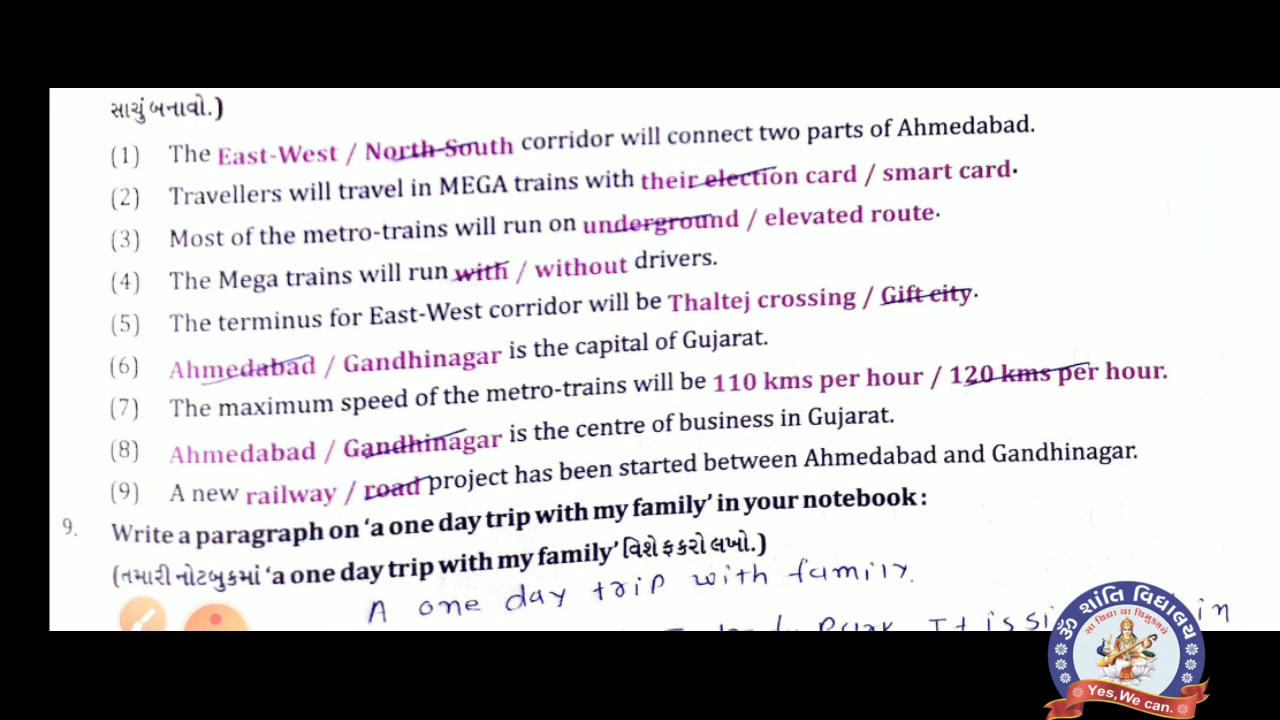 સાચું બનાવો.)
(1) The East-West / North-South corridor will connect two parts of Ahmedabad.
(2) Travellers will travel in MEGA trains with their election card / smart card.
(3) Most of the metro-trains will run on underground / elevated route.
(4) The Mega trains will run with / without drivers.
(5) The terminus for East-West corridor will be Thaltej crossing / Gift city.
(6) Ahmedabad / Gandhinagar is the capital of Gujarat.
(7) The maximum speed of the metro-trains will be 110 kms per hour / 120 kms per hour.
(8) Ahmedabad / Gandhinagar is the centre of business in Gujarat.
(9) A new railway / road project has been started between Ahmedabad and Gandhinagar.
9. Write a paragraph on 'a one day trip with my family' in your notebook :
(તમારી નોટબુકમાં 'a one day trip with my family' વિશે ફકરો લખો.)
A one day trip with family.
Park It is in
ૐ શાંતિ વિદ્યાલય
સા વિદ્યા યા વિમુક્તયે
Yes, We can.